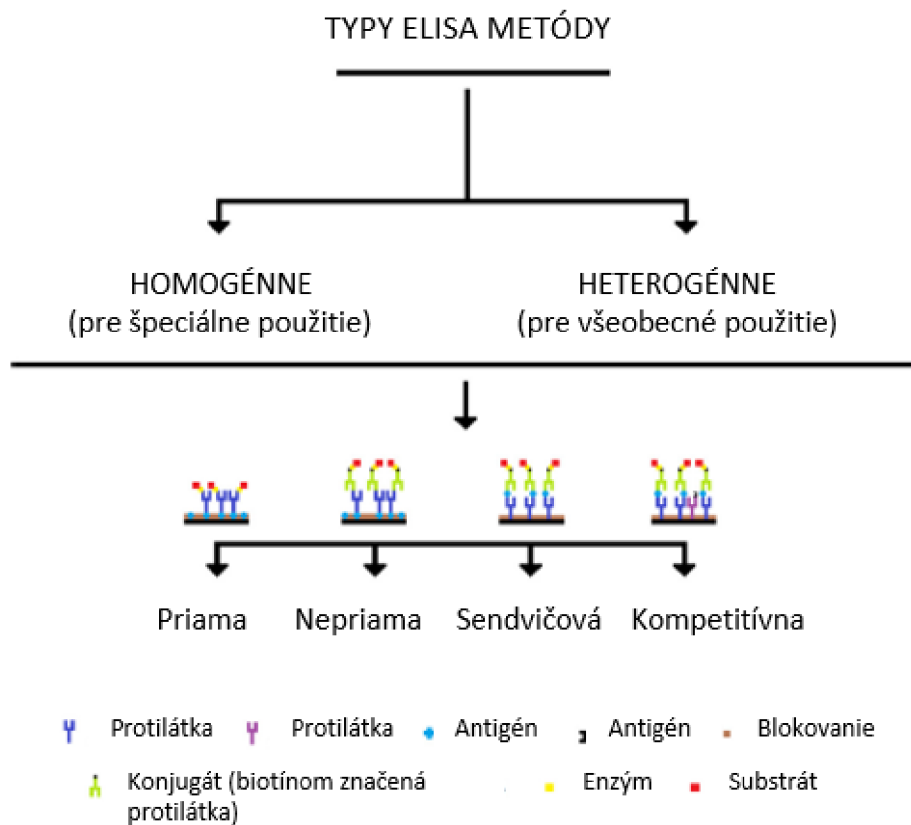 TYPY ELISA METÓDY
HOMOGÉNNE
(pre špeciálne použitie)
HETEROGÉNNE
(pre všeobecné použitie)
Priama Nepriama Sendvičová Kompetitívna
Protilátka Protilátka Antigén Antigén Blokovanie
Konjugát (biotínom značená
protilátka)
Enzým Substrát